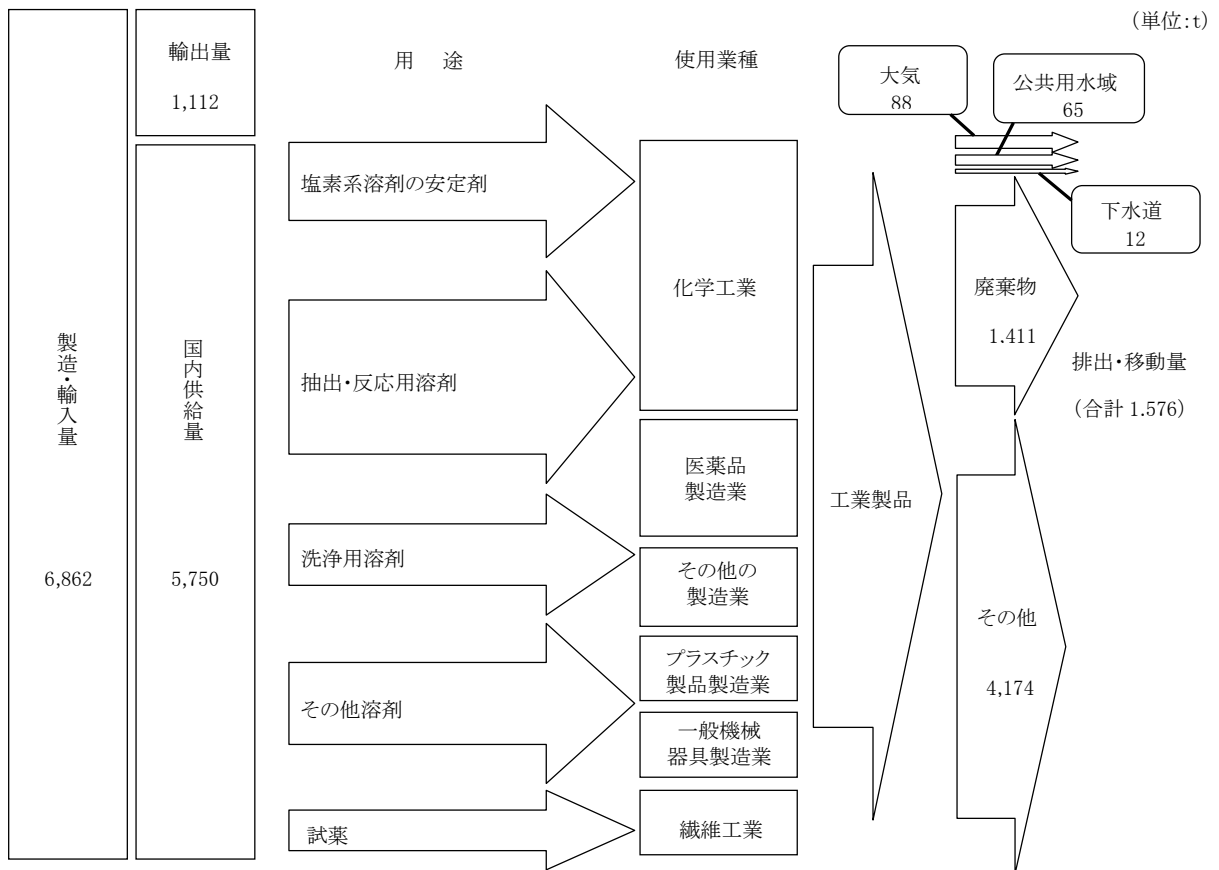 (単位:t)
輸出量
1,112
用 途
使用業種
大気
88
公共用水域
65
下水道
12
塩素系溶剤の安定剤
抽出・反応用溶剤
洗浄用溶剤
その他溶剤
試薬
化学工業
医薬品
製造業
その他の
製造業
プラスチック
製品製造業
一般機械
器具製造業
繊維工業
製造・輸入量
6,862
国内供給量
5,750
工業製品
廃棄物
1.411
排出・移動量
(合計 1.576)
その他
4,174